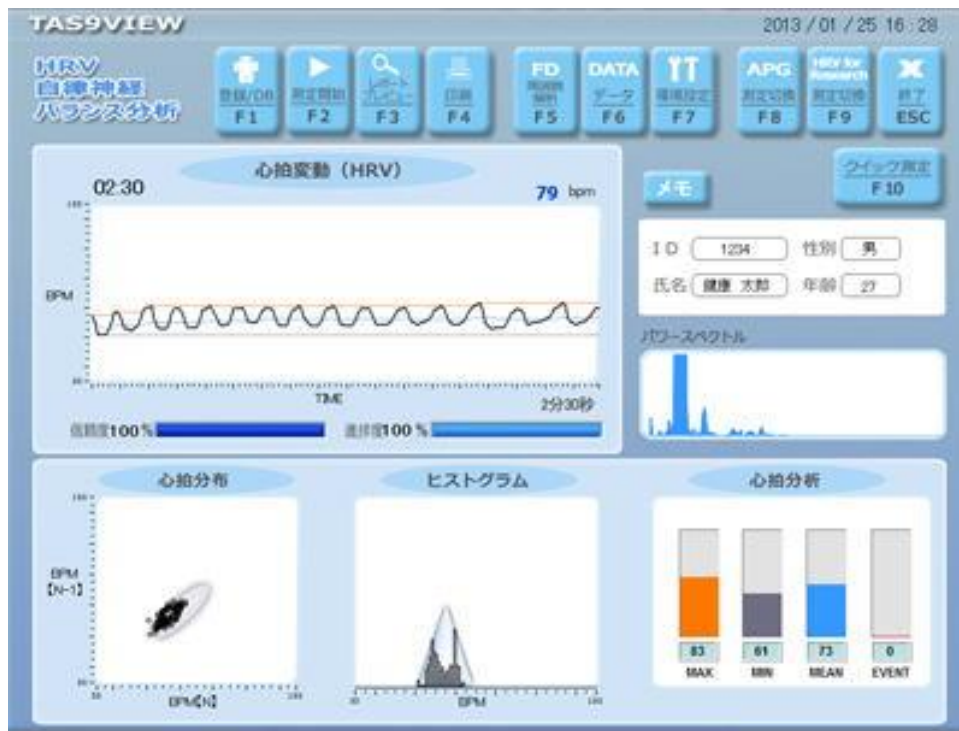 TAS9VIEW
2013 / 01 / 25 16 : 28
HRV
自律神経
バランス分析
登録/DB
F1
測定開始
F2
F3
印刷
F4
FD
F5
DATA
データ
F6
環境設定
F7
APG
測定切換
F8
HRV for
Research
測定切換
F9
終了
ESC
クイック測定
F10
メモ
心拍変動 (HRV)
02:30
79 bpm
BPM
TIME
2分30秒
信頼度100 %
進捗度100 %
ID 1234 性別 男
氏名 健康 太郎 年齢 27
パワースペクトル
心拍分布
BPM
【N-1】
BPM【N】
ヒストグラム
BPM
心拍分析
83 61 73 0
MAX MIN MEAN EVENT